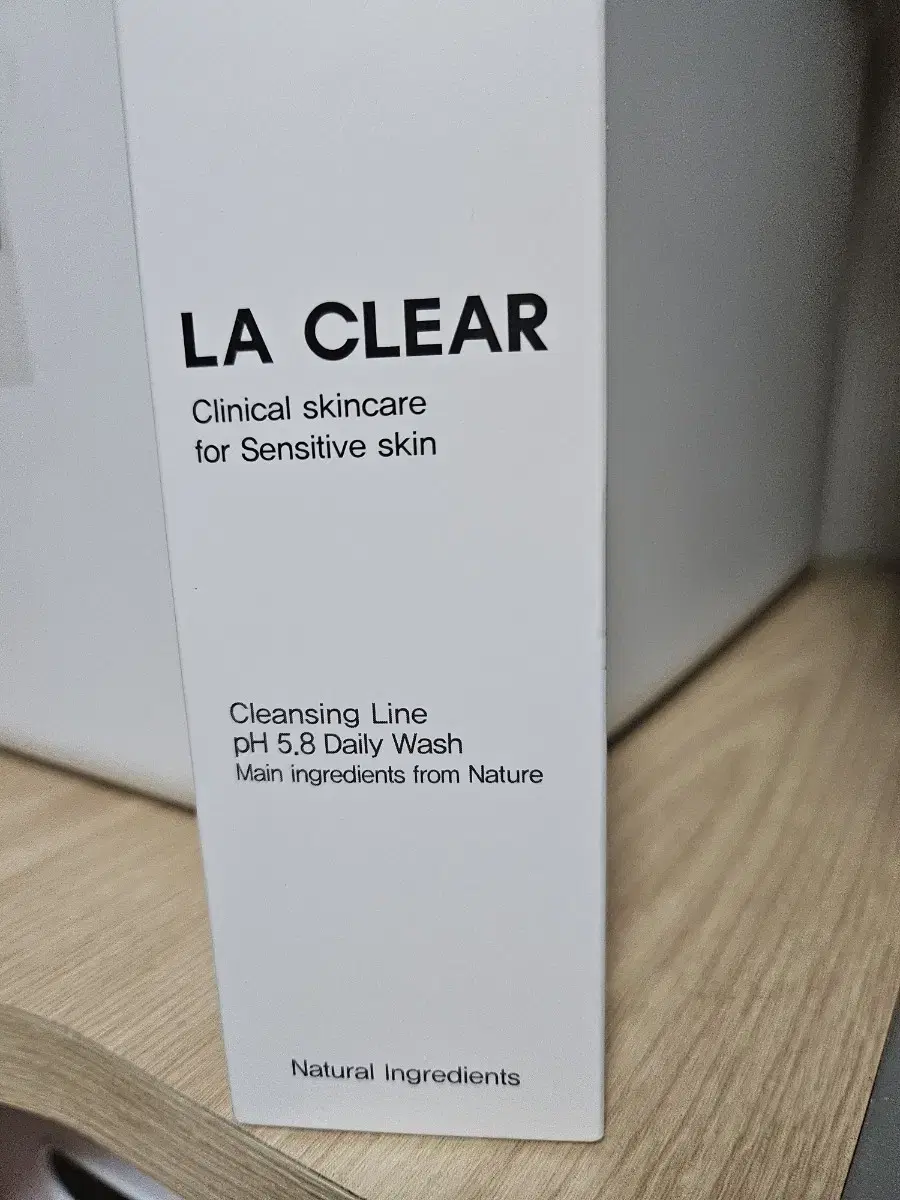 LA CLEAR
Clinical skincare
for Sensitive skin
Cleansing Line
pH 5.8 Daily Wash
Main ingredients from Nature
Natural Ingredients